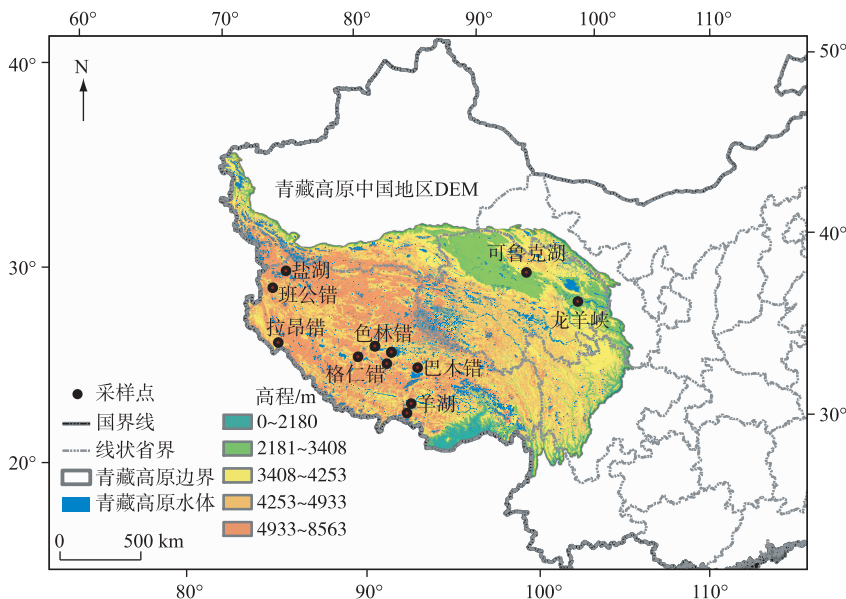 60° 70° 80° 90° 100° 110°
40° 50°
N
青藏高原中国地区DEM
40°
可鲁克湖
30° 盐湖
班公错
龙羊峡
拉昂错 色林错
格仁错 巴木错
采样点 高程/m 羊湖
国界线 0~2180 30°
线状省界 2181~3408
20° 青藏高原边界 3408~4253
青藏高原水体 4253~4933
4933~8563
0 500 km
80° 90° 100° 110°